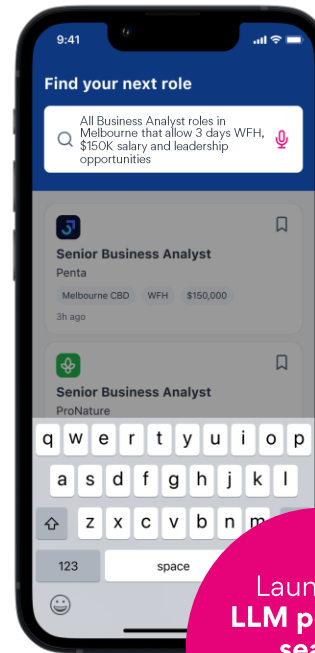 9:41
Find your next role
All Business Analyst roles in
Melbourne that allow 3 days WFH,
$150K salary and leadership
opportunities
Senior Business Analyst
Penta
Melbourne CBD WFH $150,000
3h ago
Senior Business Analyst
ProNature
q w e r t y u i o p
a s d f g h j k l
z x c v b n m
123 space
LLM